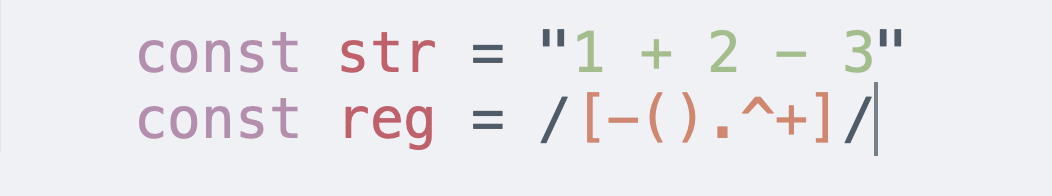 const str = "1 + 2 - 3"
const reg = /[-().^+]/